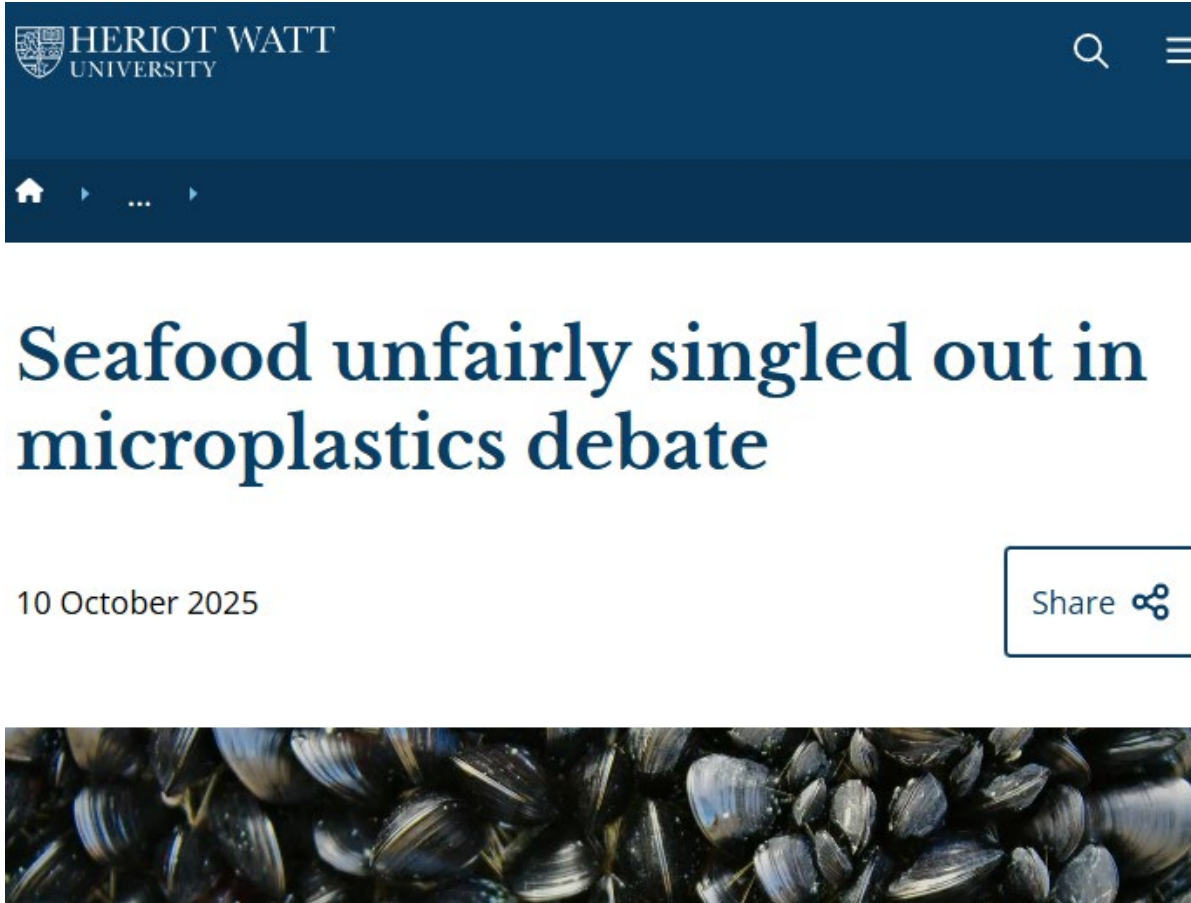 HERIOT WATT
UNIVERSITY
...
Seafood unfairly singled out in
microplastics debate
10 October 2025
Share